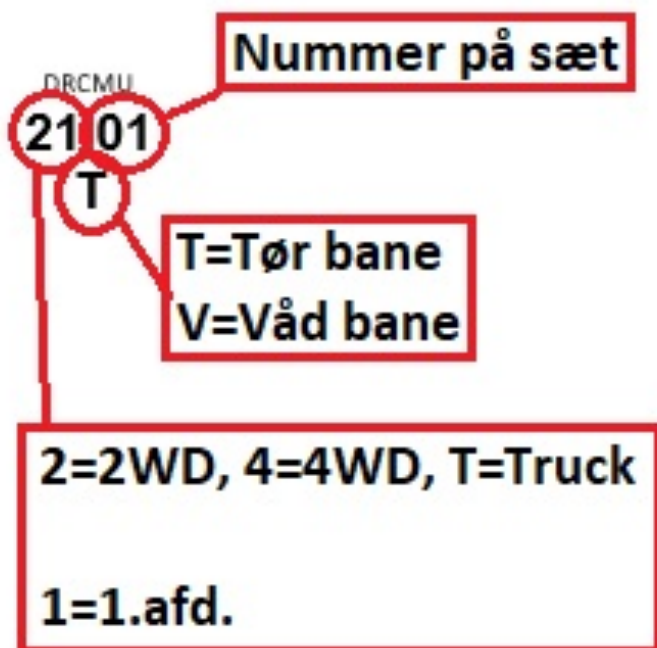 Nummer på sæt
DRCMU
21 01
T
T=Tør bane
V=Våd bane
2=2WD, 4=4WD, T=Truck
1=1.afd.